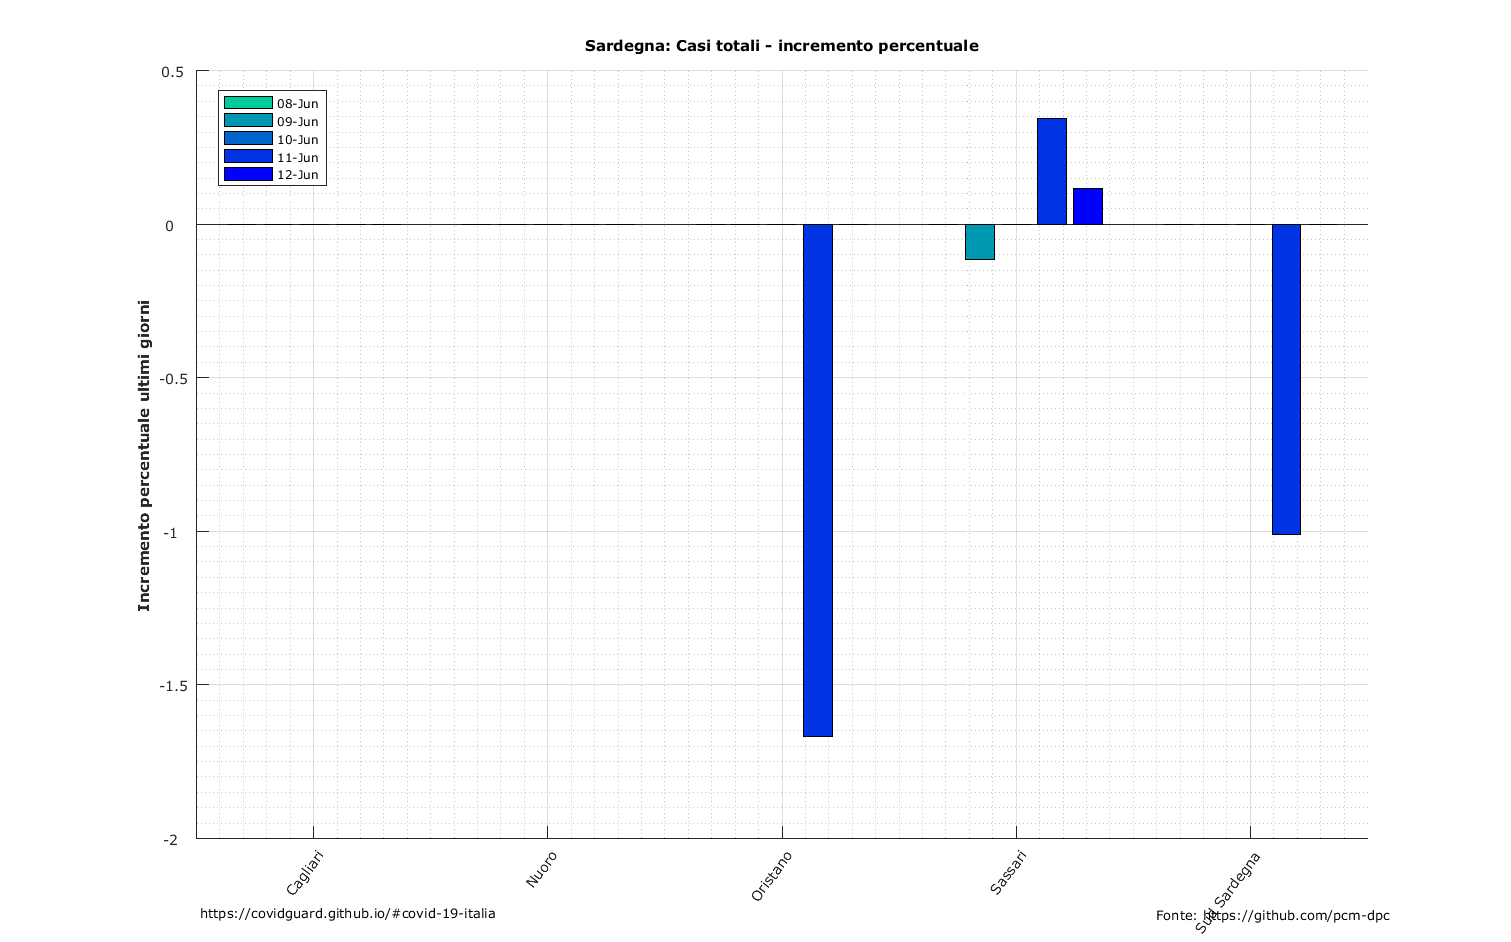 Sardegna: Casi totali - incremento percentuale
0.5
0
-0.5
-1
-1.5
-2
Incremento percentuale ultimi giorni
08-Jun
09-Jun
10-Jun
11-Jun
12-Jun
Cagliari
Nuoro
Oristano
Sassari
Sud Sardegna
https://covidguard.github.io/#covid-19-italia
Fonte: https://github.com/pcm-dpc